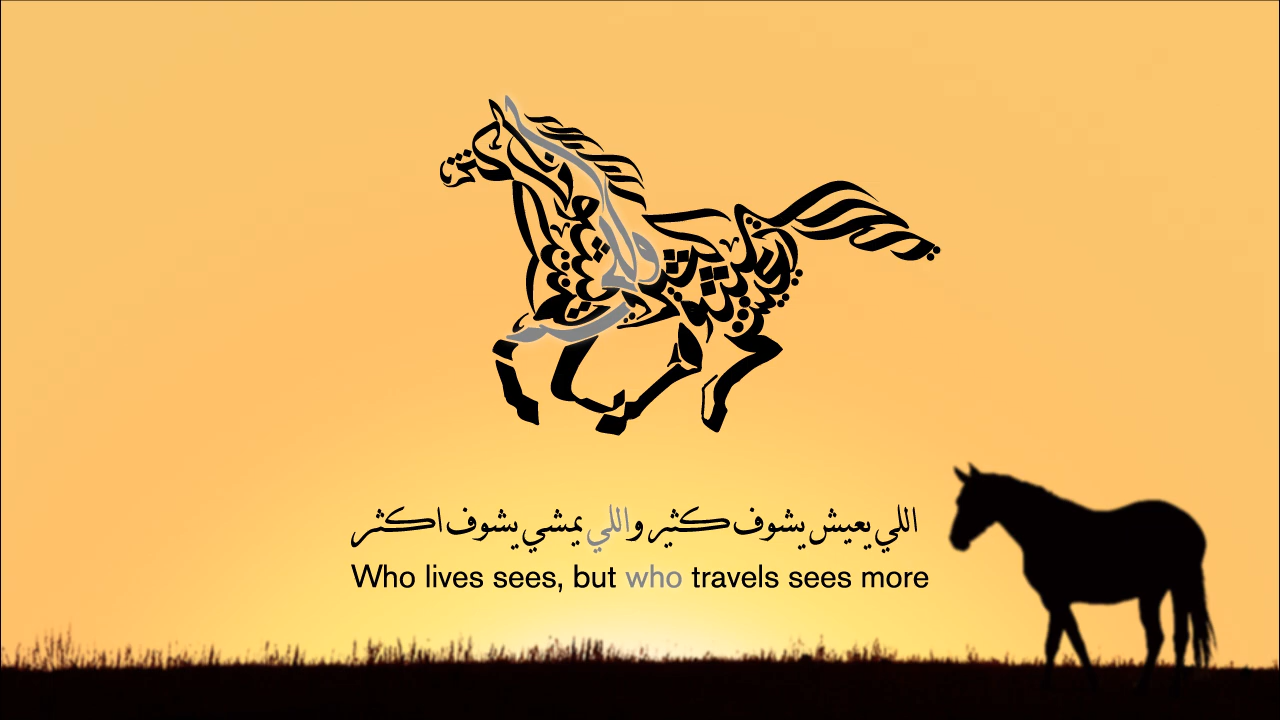 اللي يعيش يشوف كثير واللي يمشي يشوف اكثر
Who lives sees, but who travels sees more